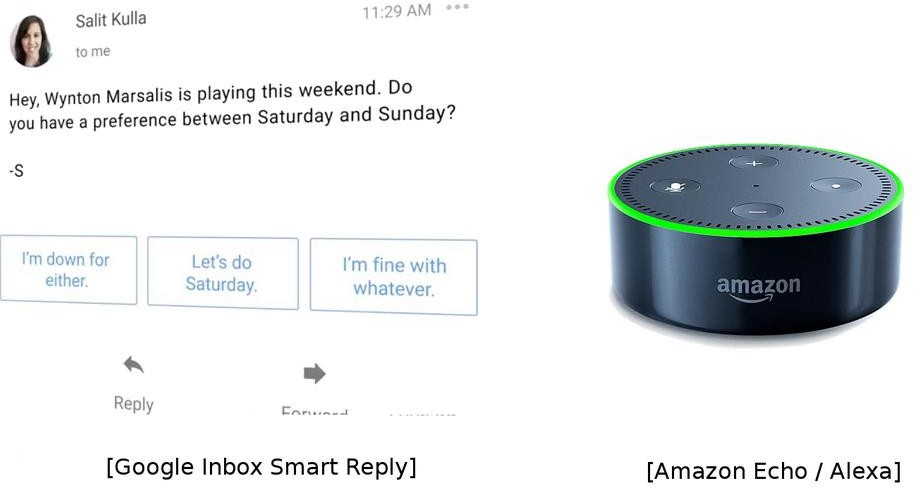 Salit Kulla
11:29 AM
to me
Hey, Wynton Marsalis is playing this weekend. Do
you have a preference between Saturday and Sunday?
-S
I'm down for
either.
Let's do
Saturday.
I'm fine with
whatever.
Reply
Forward
amazon
[Google Inbox Smart Reply]
[Amazon Echo / Alexa]